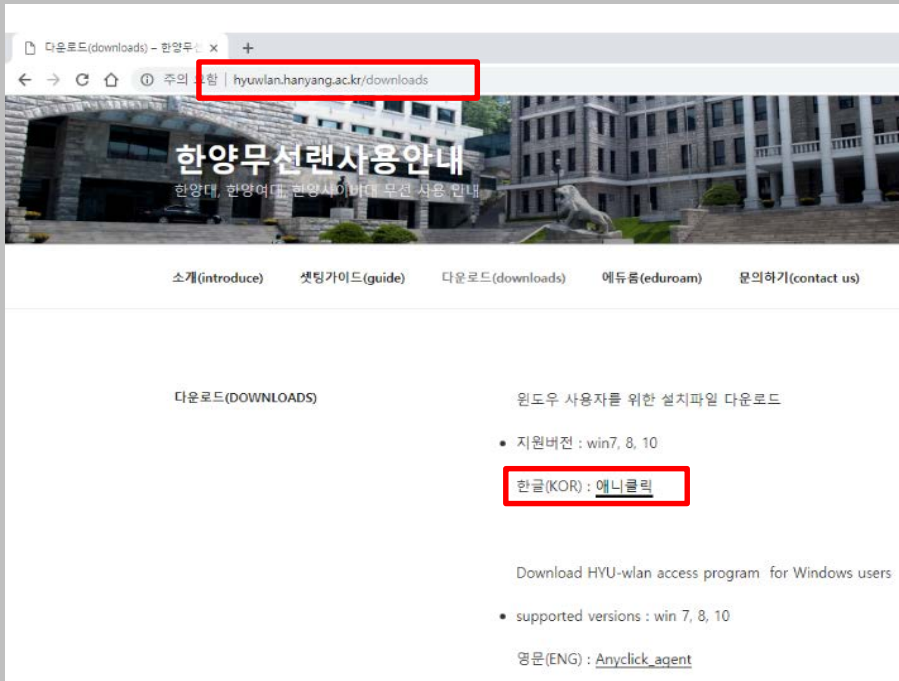 다운로드(downloads) – 한양무선
주의 요함 | hyuwlan.hanyang.ac.kr/downloads
한양무선랜사용안내
한양대, 한양여대, 한양사이버대 무선 사용 안내
소개(introduce) 셋팅가이드(guide) 다운로드(downloads) 에듀롬(eduroam) 문의하기(contact us)
다운로드(DOWNLOADS)
윈도우 사용자를 위한 설치파일 다운로드
지원버전 : win7, 8, 10
한글(KOR) : 애니클릭
Download HYU-wlan access program for Windows users
supported versions : win 7, 8, 10
영문(ENG) : Anyclick_agent